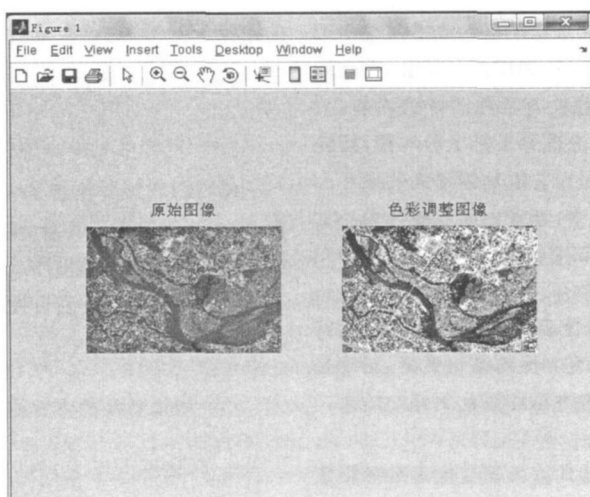 Figure 1
File Edit View Insert Tools Desktop Window Help
原始图像 色彩调整图像